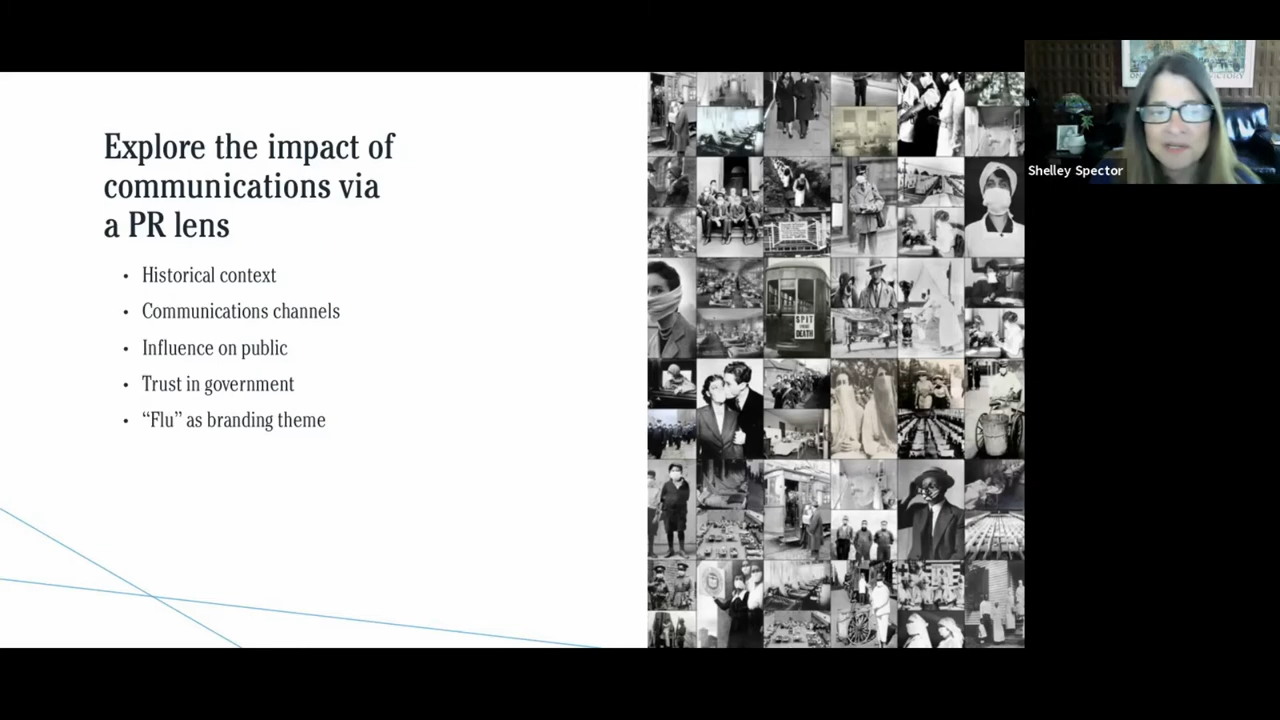 Explore the impact of
communications via
a PR lens
• Historical context
• Communications channels
• Influence on public
• Trust in government
• “Flu” as branding theme
SPIT
DEATH
Shelley Spector